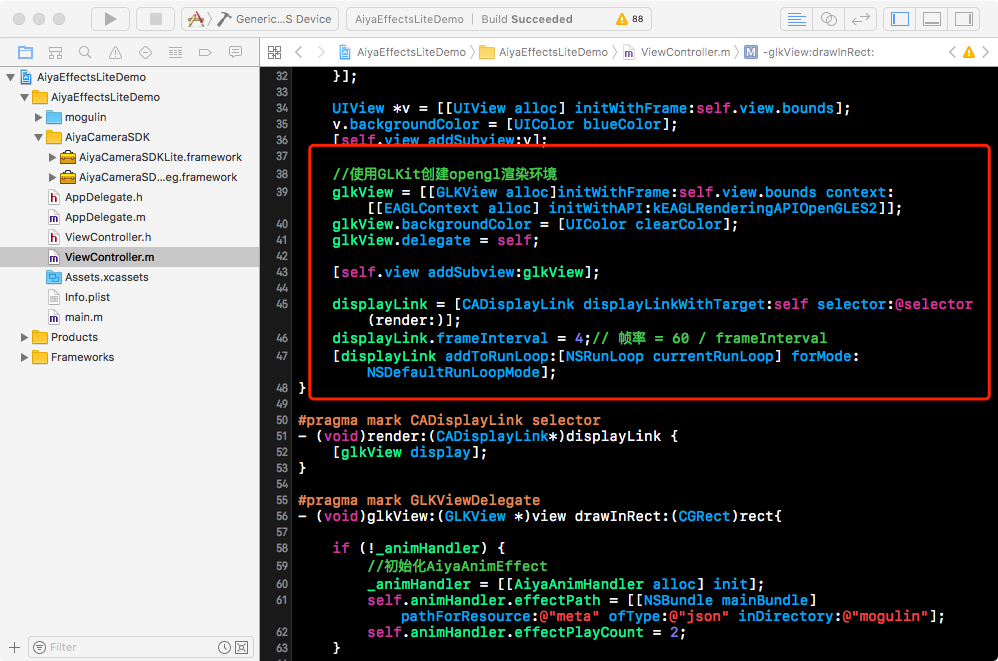 Generic...S Device
AiyaEffectsLiteDemo | Build Succeeded
88
AiyaEffectsLiteDemo
AiyaEffectsLiteDemo
ViewController.m
M
-glkView:drawInRect:
AiyaEffectsLiteDemo
AiyaEffectsLiteDemo
mogulin
AiyaCameraSDK
AiyaCameraSDKLite.framework
AiyaCameraSD...eg.framework
h AppDelegate.h
m AppDelegate.m
h ViewController.h
m ViewController.m
Assets.xcassets
Info.plist
m main.m
Products
Frameworks
Filter
32 }];
33
34 UIView *v = [[UIView alloc] initWithFrame:self.view.bounds];
35 v.backgroundColor = [UIColor blueColor];
36 [self.view addSubview:v];
37
38 //使用GLKit创建opengl渲染环境
39 glkView = [[GLKView alloc]initWithFrame:self.view.bounds context:
[[EAGLContext alloc] initWithAPI:kEAGLRenderingAPIOpenGLES2]];
40 glkView.backgroundColor = [UIColor clearColor];
41 glkView.delegate = self;
42
43 [self.view addSubview:glkView];
44
45 displayLink = [CADisplayLink displayLinkWithTarget:self selector:@selector
(render:)];
46 displayLink.frameInterval = 4;// 帧率 = 60 / frameInterval
47 [displayLink addToRunLoop:[NSRunLoop currentRunLoop] forMode:
NSDefaultRunLoopMode];
48 }
49
50 #pragma mark CADisplayLink selector
51 - (void)render:(CADisplayLink*)displayLink {
52 [glkView display];
53 }
54
55 #pragma mark GLKViewDelegate
56 - (void)glkView:(GLKView *)view drawInRect:(CGRect)rect{
57
58 if (!_animHandler) {
59 //初始化AiyaAnimEffect
60 _animHandler = [[AiyaAnimHandler alloc] init];
61 self.animHandler.effectPath = [[NSBundle mainBundle]
pathForResource:@"meta" ofType:@"json" inDirectory:@"mogulin"];
62 self.animHandler.effectPlayCount = 2;
63 }